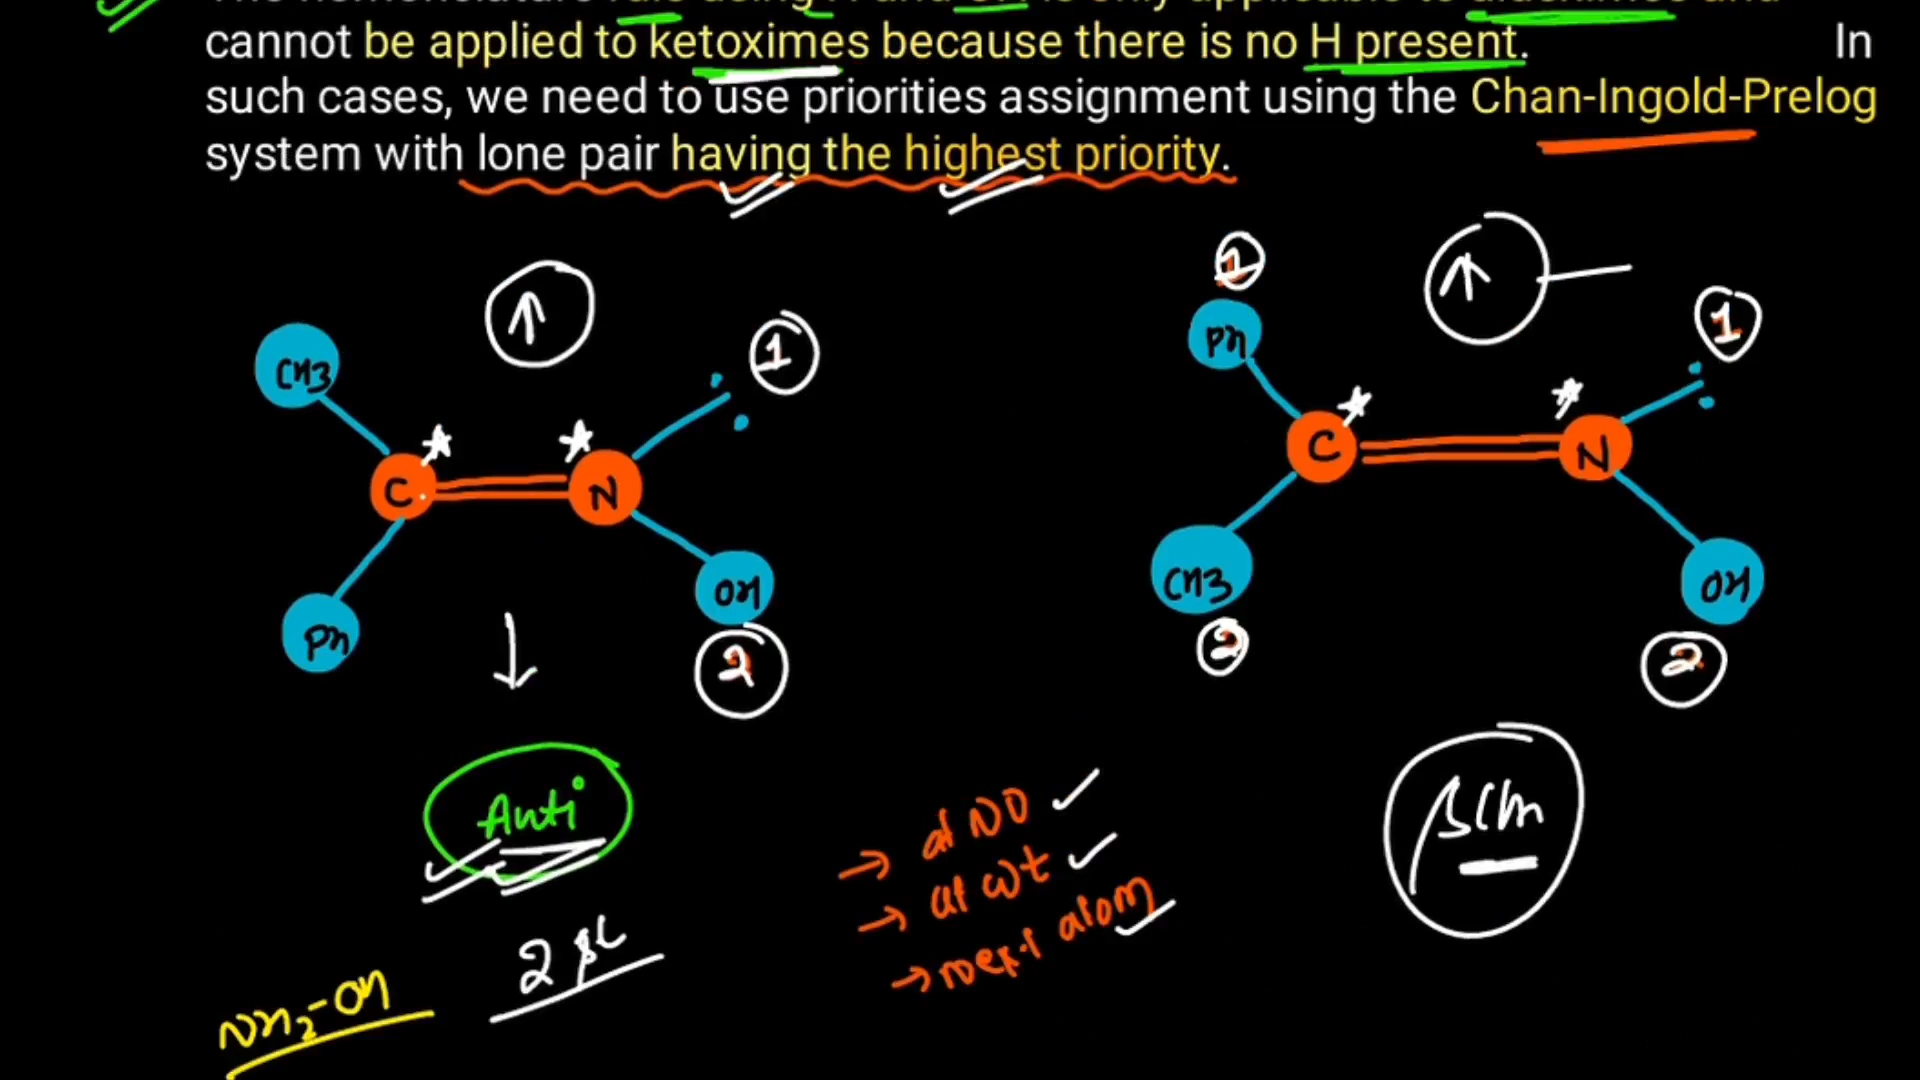 cannot be applied to ketoximes because there is no H present. In
such cases, we need to use priorities assignment using the Chan-Ingold-Prelog
system with lone pair having the highest priority.
1
1
1
CH3
Ph
C
N
C
N
OH
CH3
OH
Ph
2
2
2
Anti
→ at NO
→ at wt
→ next atom
NH2-OH